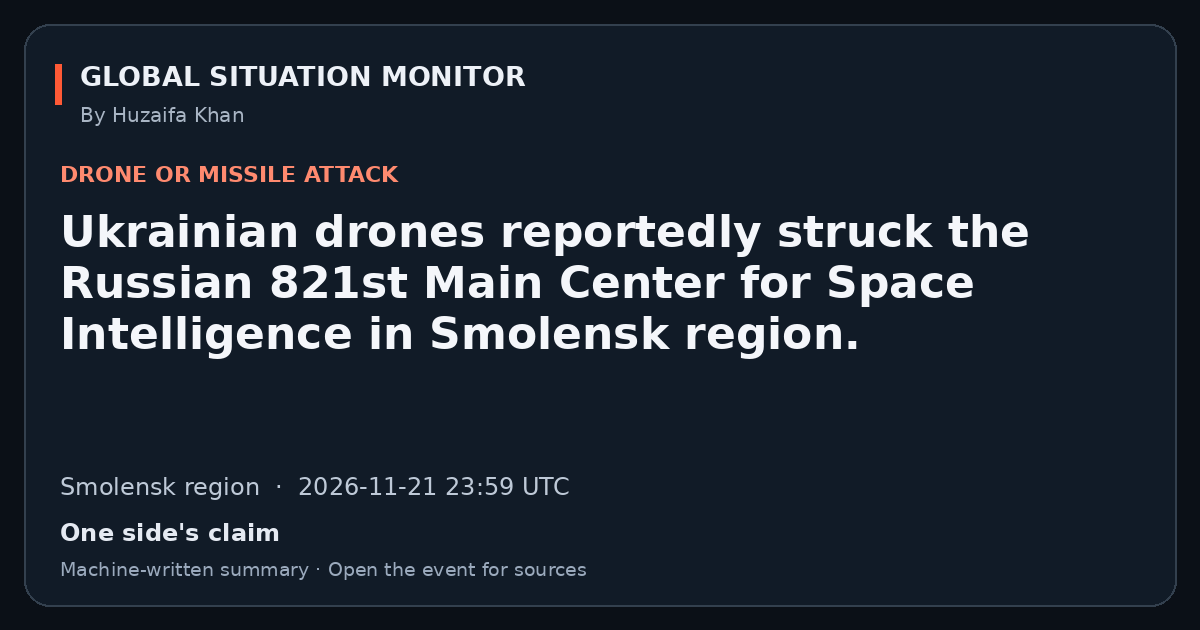 GLOBAL SITUATION MONITOR
By Huzaifa Khan
DRONE OR MISSILE ATTACK
Ukrainian drones reportedly struck the
Russian 821st Main Center for Space
Intelligence in Smolensk region.
Smolensk region · 2026-11-21 23:59 UTC
One side's claim
Machine-written summary · Open the event for sources